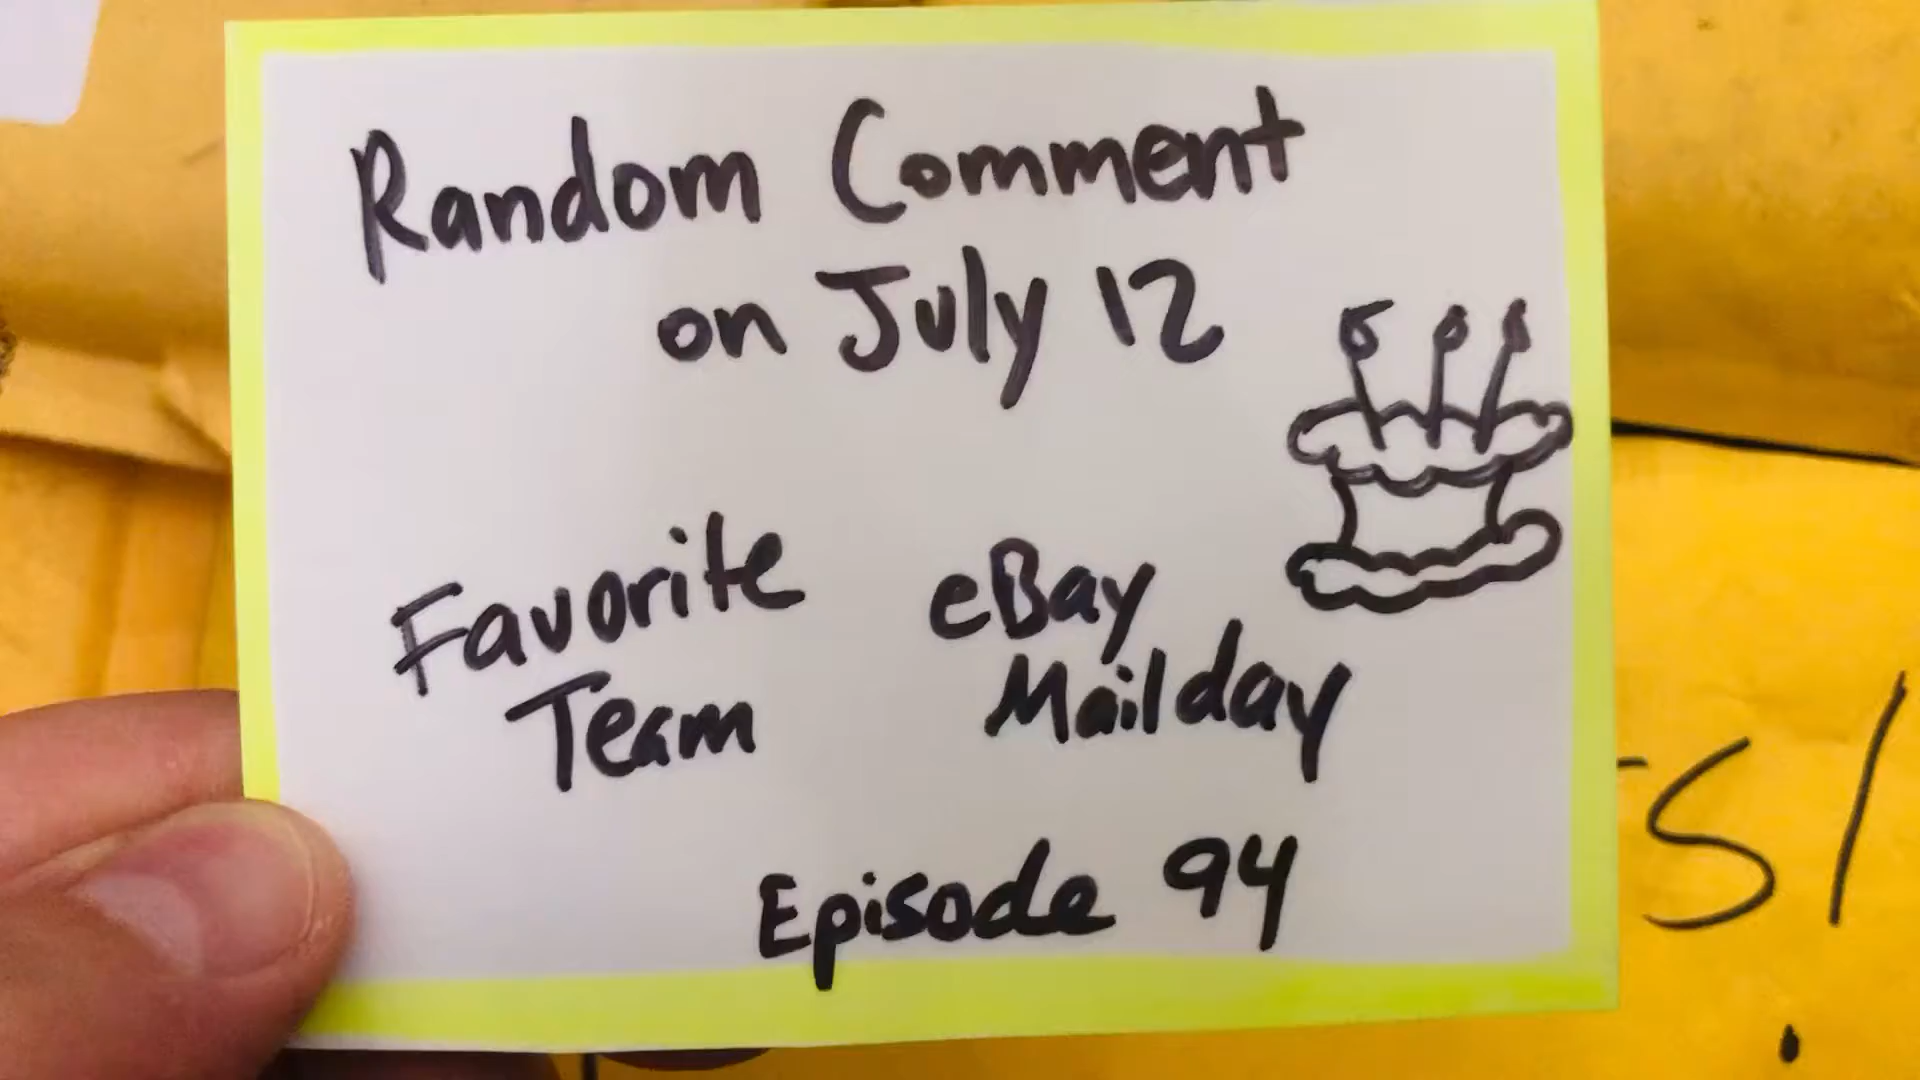 Random Comment
on July 12
Favorite
Team
eBay
Mailday
Episode 94